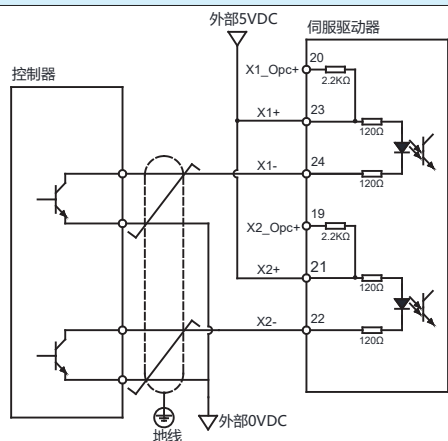 外部5VDC
伺服驱动器
控制器
X1_Opc+
20
2.2KΩ
X1+
23
120Ω
X1-
24
120Ω
X2_Opc+
19
2.2KΩ
X2+
21
120Ω
X2-
22
120Ω
外部0VDC
地线